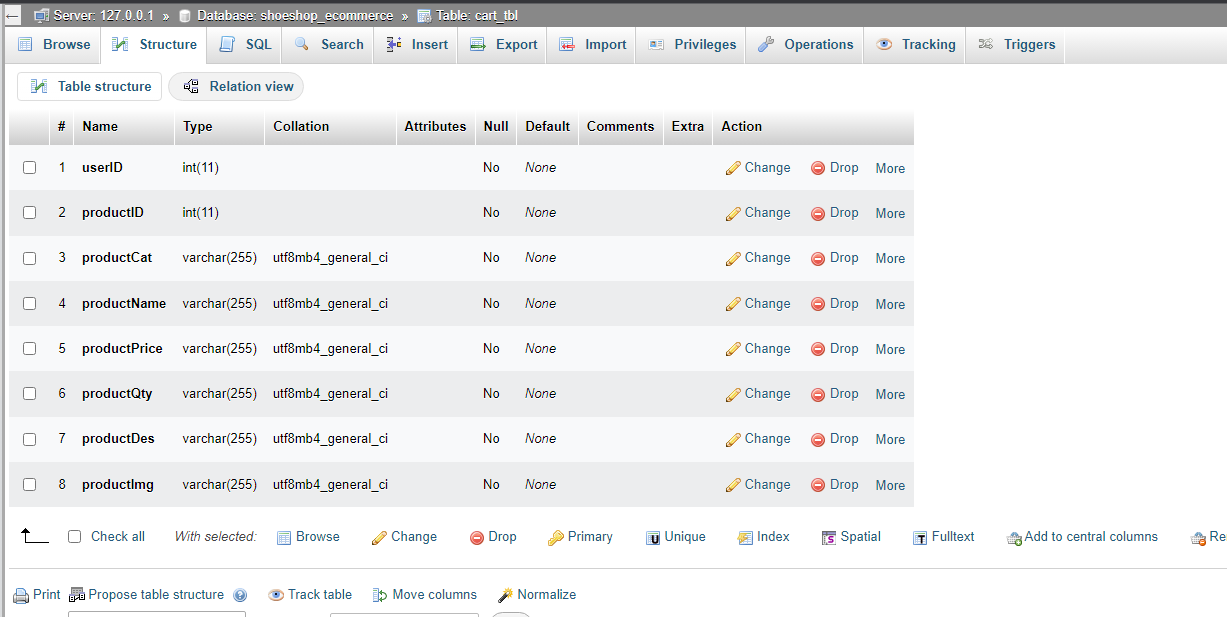 Server: 127.0.0.1 » Database: shoeshop_ecommerce » Table: cart_tbl
Browse Structure SQL Search Insert Export Import Privileges Operations Tracking Triggers
Table structure Relation view
# Name Type Collation Attributes Null Default Comments Extra Action
1 userID int(11) No None Change Drop More
2 productID int(11) No None Change Drop More
3 productCat varchar(255) utf8mb4_general_ci No None Change Drop More
4 productName varchar(255) utf8mb4_general_ci No None Change Drop More
5 productPrice varchar(255) utf8mb4_general_ci No None Change Drop More
6 productQty varchar(255) utf8mb4_general_ci No None Change Drop More
7 productDes varchar(255) utf8mb4_general_ci No None Change Drop More
8 productImg varchar(255) utf8mb4_general_ci No None Change Drop More
Check all With selected: Browse Change Drop Primary Unique Index Spatial Fulltext Add to central columns
Print Propose table structure Track table Move columns Normalize